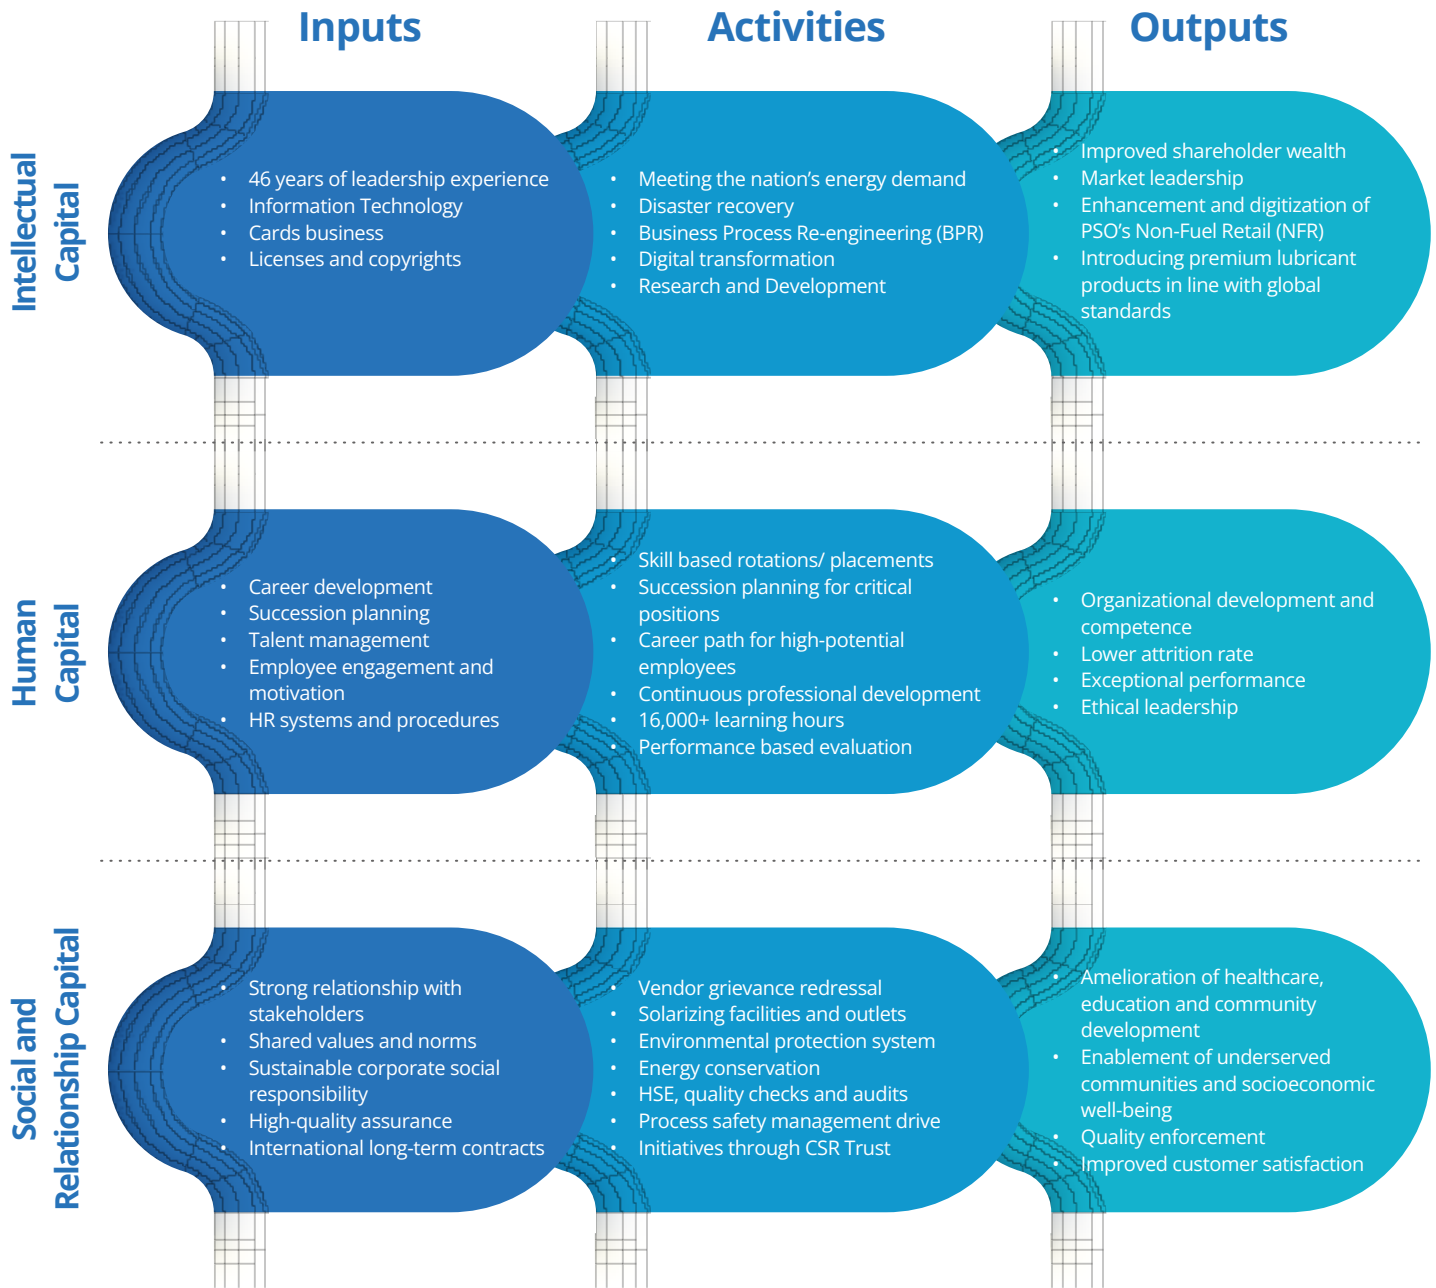 Inputs
Activities
Outputs
Intellectual
Capital
• 46 years of leadership experience
• Information Technology
• Cards business
• Licenses and copyrights
• Meeting the nation’s energy demand
• Disaster recovery
• Business Process Re-engineering (BPR)
• Digital transformation
• Research and Development
• Improved shareholder wealth
• Market leadership
• Enhancement and digitization of
PSO’s Non-Fuel Retail (NFR)
• Introducing premium lubricant
products in line with global
standards
Human
Capital
• Career development
• Succession planning
• Talent management
• Employee engagement and
motivation
• HR systems and procedures
• Skill based rotations/ placements
• Succession planning for critical
positions
• Career path for high-potential
employees
• Continuous professional development
• 16,000+ learning hours
• Performance based evaluation
• Organizational development and
competence
• Lower attrition rate
• Exceptional performance
• Ethical leadership
Social and
Relationship Capital
• Strong relationship with
stakeholders
• Shared values and norms
• Sustainable corporate social
responsibility
• High-quality assurance
• International long-term contracts
• Vendor grievance redressal
• Solarizing facilities and outlets
• Environmental protection system
• Energy conservation
• HSE, quality checks and audits
• Process safety management drive
• Initiatives through CSR Trust
• Amelioration of healthcare,
education and community
development
• Enablement of underserved
communities and socioeconomic
well-being
• Quality enforcement
• Improved customer satisfaction